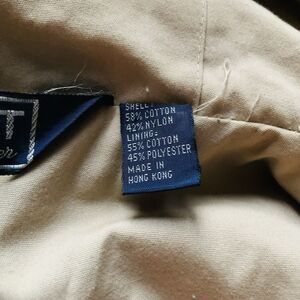 SHELL:
58% COTTON
42% NYLON
LINING:
55% COTTON
45% POLYESTER
MADE IN
HONG KONG